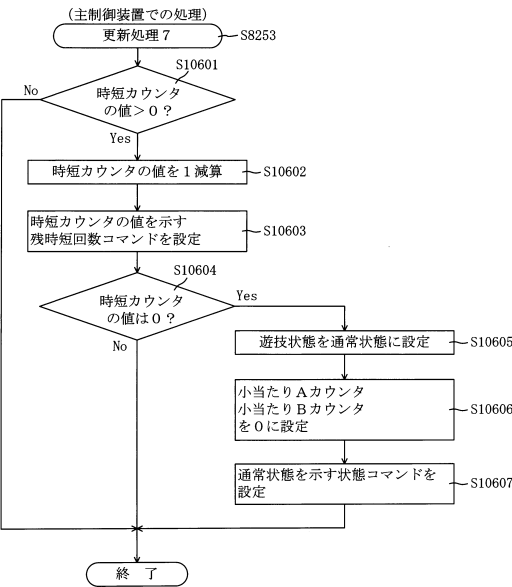 (主制御装置での処理)
更新処理7
S8253
S10601
No
時短カウンタ
の値>0?
Yes
時短カウンタの値を1減算
S10602
時短カウンタの値を示す
残時短回数コマンドを設定
S10603
S10604
時短カウンタ
の値は0?
Yes
No
遊技状態を通常状態に設定
S10605
小当たりAカウンタ
小当たりBカウンタ
を0に設定
S10606
通常状態を示す状態コマンドを
設定
S10607
終 了